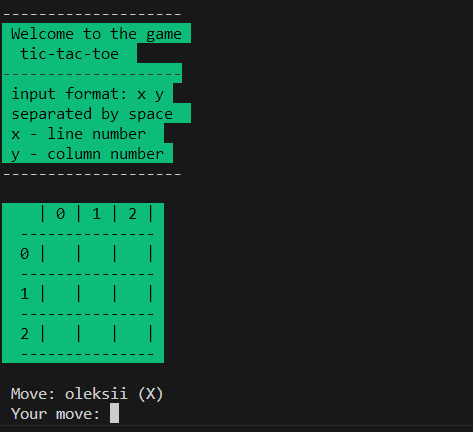 --------------------
Welcome to the game
tic-tac-toe
--------------------
input format: x y
separated by space
x - line number
y - column number
--------------------
| 0 | 1 | 2 |
---------------
0 |   |   |   |
---------------
1 |   |   |   |
---------------
2 |   |   |   |
---------------
Move: oleksii (X)
Your move: